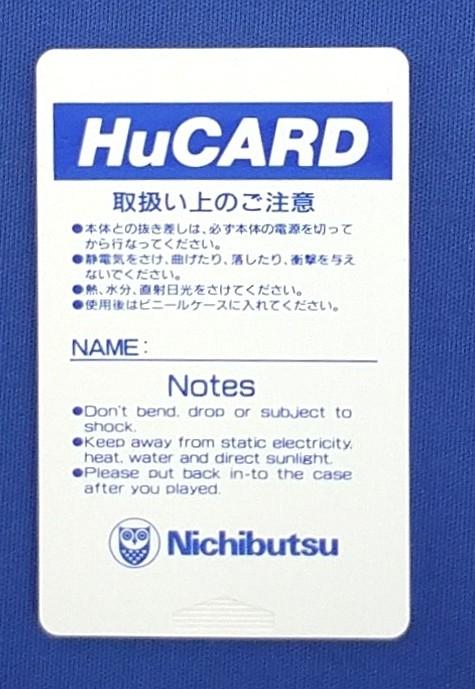 HuCARD
取扱い上のご注意
●本体との抜き差しは、必ず本体の電源を切って
から行なってください。
●静電気をさけ、曲げたり、落したり、衝撃を与え
ないでください。
●熱、水分、直射日光をさけてください。
●使用後はビニールケースに入れてください。
NAME:
Notes
●Don't bend, drop or subject to
shock.
●Keep away from static electricity,
heat, water and direct sunlight.
●Please put back in-to the case
after you played.
Nichibutsu